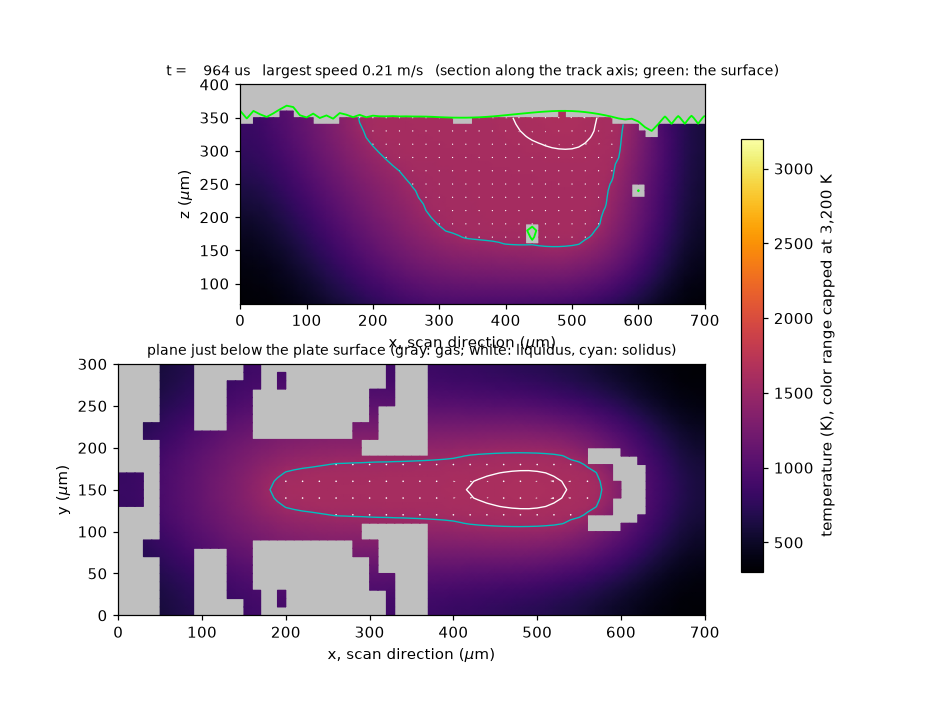 t =    964 us   largest speed 0.21 m/s   (section along the track axis; green: the surface)
400
350
300
250
200
150
100
z (μm)
0 100 200 300 400 500 600 700
x, scan direction (μm)
plane just below the plate surface (gray: gas; white: liquidus, cyan: solidus)
300
250
200
150
100
50
0
y (μm)
0 100 200 300 400 500 600 700
x, scan direction (μm)
3000
2500
2000
1500
1000
500
temperature (K), color range capped at 3,200 K